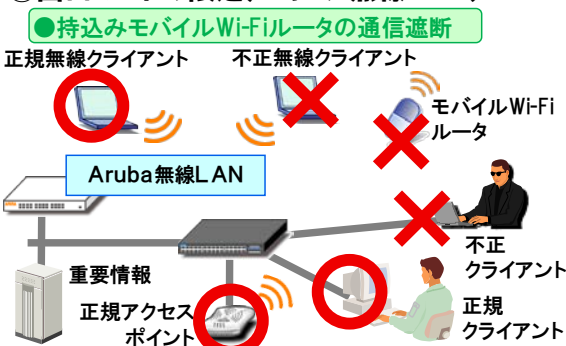 ●持込みモバイルWi-Fiルータの通信遮断
正規無線クライアント
不正無線クライアント
モバイルWi-Fi
ルータ
Aruba無線LAN
不正
クライアント
重要情報
正規アクセス
ポイント
正規
クライアント